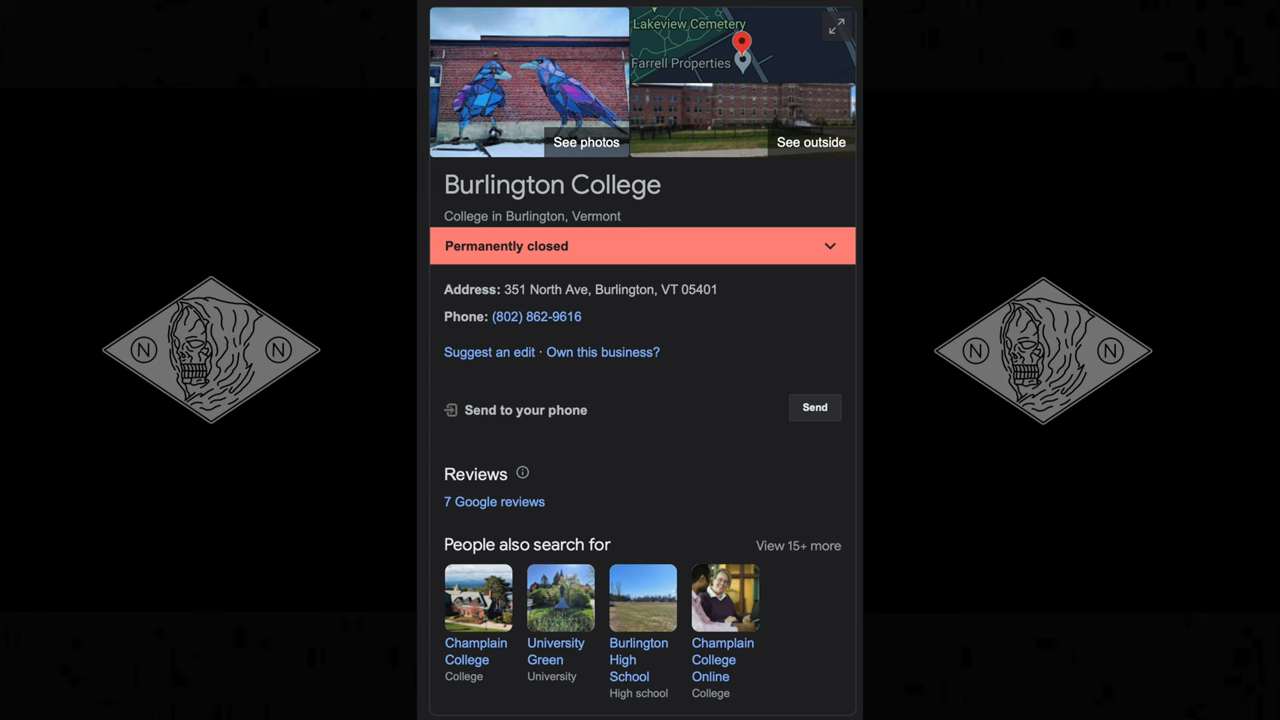 Lakeview Cemetery
Farrell Properties
See photos
See outside
Burlington College
College in Burlington, Vermont
Permanently closed
Address: 351 North Ave, Burlington, VT 05401
Phone: (802) 862-9616
Suggest an edit · Own this business?
Send to your phone
Send
Reviews
7 Google reviews
People also search for
View 15+ more
Champlain
College
College
University
Green
University
Burlington
High
School
High school
Champlain
College
Online
College
N
N
N
N